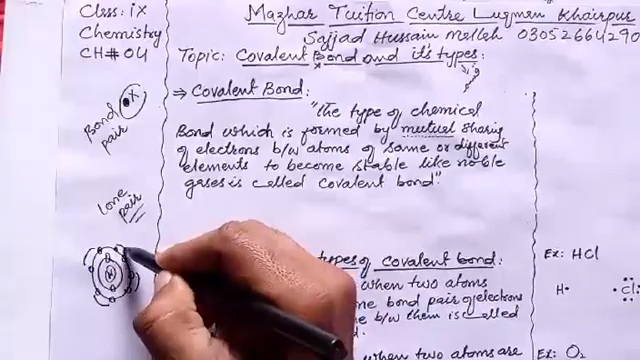 Class: ix
Chemistry
CH# 04
Mazhar Tuition Centre Luqman Khairpur
Sajjad Hussain Melleh 03052664290
Topic: Covalent Bond and it's types:
⇒ Covalent Bond:
"The type of chemical
Bond which is formed by mutual sharing
of electrons b/w atoms of same or different
elements to become stable like noble
gases is called covalent bond".
Bond
pair
x
Lone
pair
types of covalent bond:
when two atoms
bond pair of electrons
b/w them is called
when two atoms are
Ex: HCl
H•
Cl
Ex: O₂